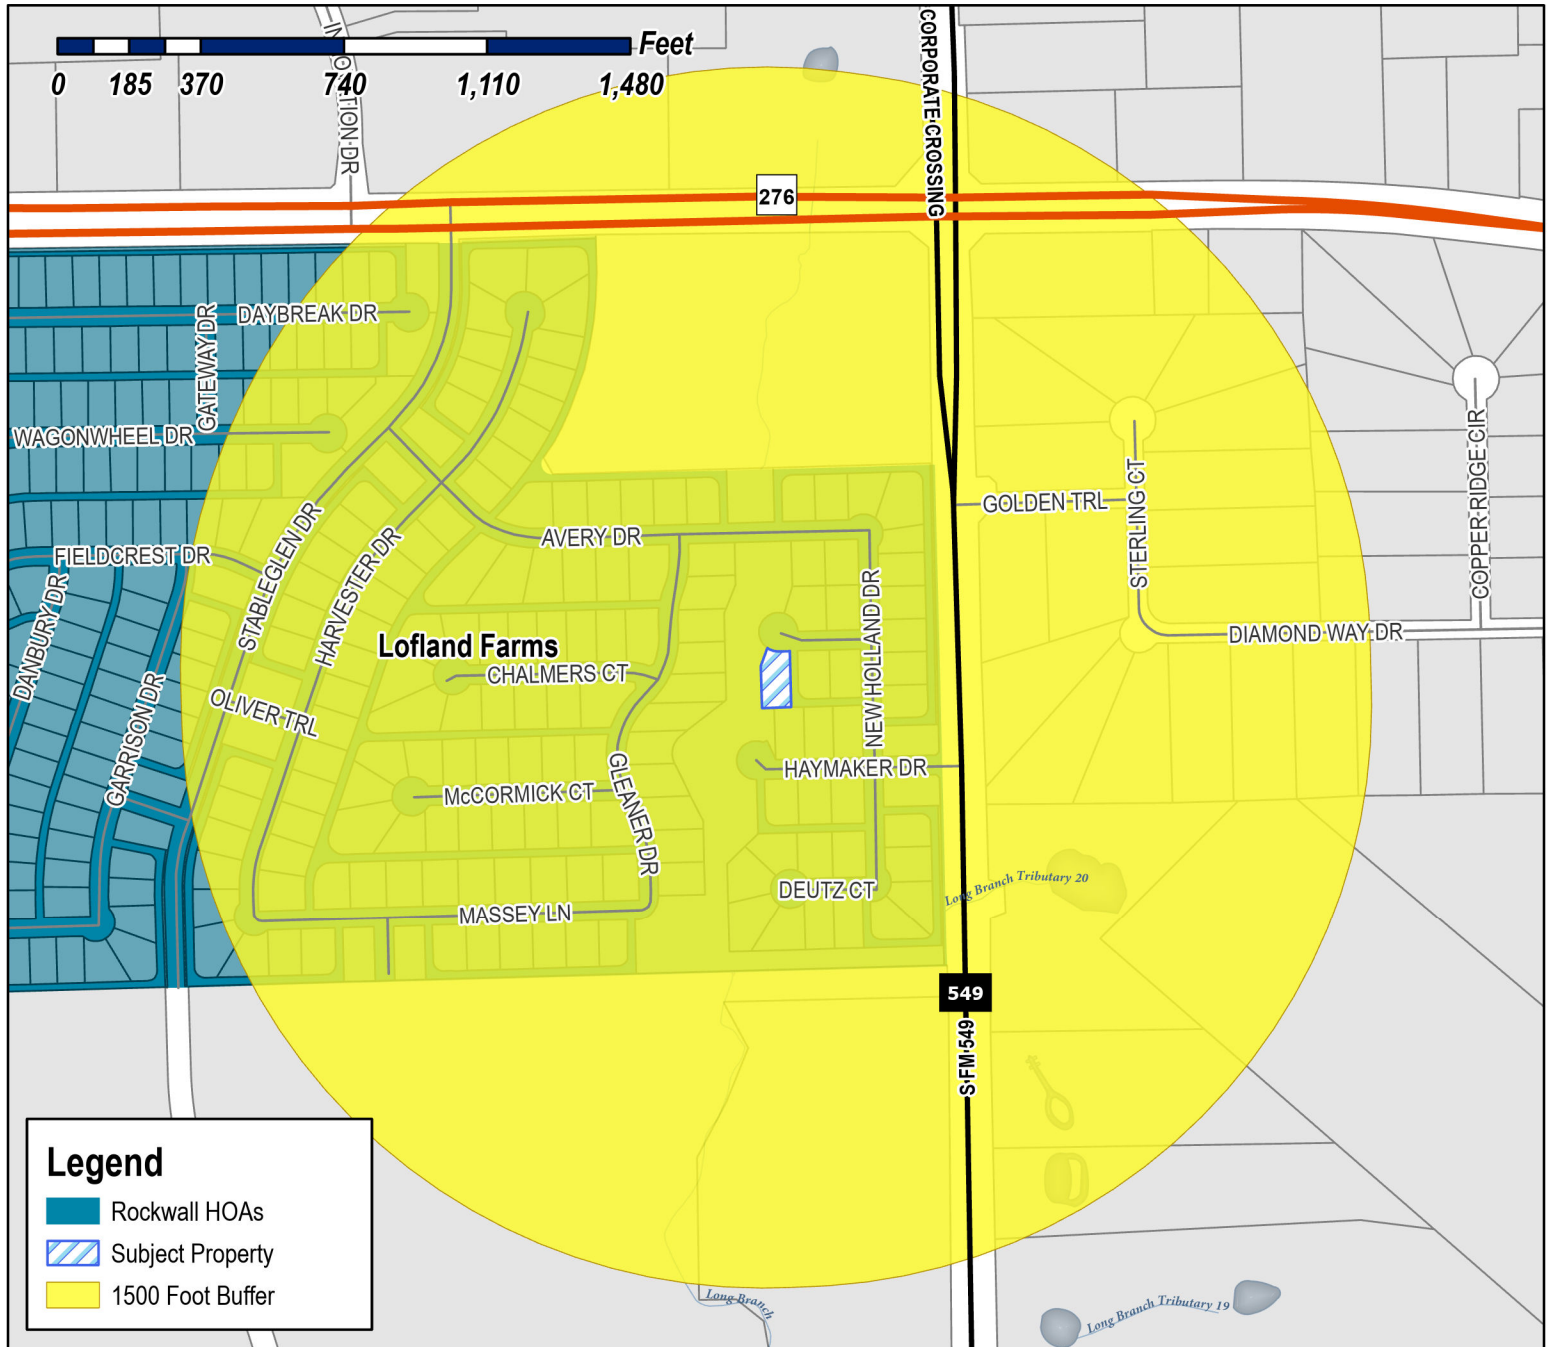 Feet
0 185 370 740 1,110 1,480
CORPORATE CROSSING
276
DAYBREAK DR
GATEWAY DR
WAGONWHEEL DR
GOLDEN TRL
STERLING CT
COPPER RIDGE CIR
AVERY DR
FIELDCREST DR
STABLEGLEN DR
HARVESTER DR
DANBURY DR
NEW HOLLAND DR
DIAMOND WAY DR
Lofland Farms
CHALMERS CT
OLIVER TRL
GARRISON DR
GLEANER DR
HAYMAKER DR
McCORMICK CT
DEUTZ CT
Long Branch Tributary 20
MASSEY LN
549
S FM 549
Legend
Rockwall HOAs
Subject Property
1500 Foot Buffer
Long Branch
Long Branch Tributary 19